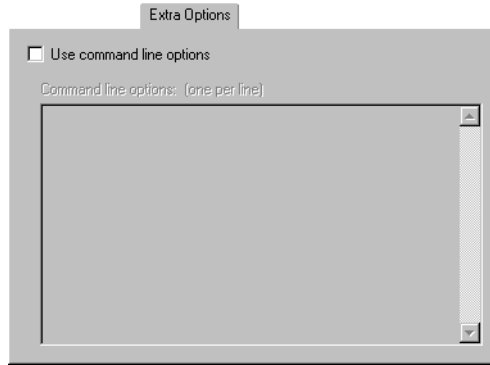 Extra Options
Use command line options
Command line options: (one per line)